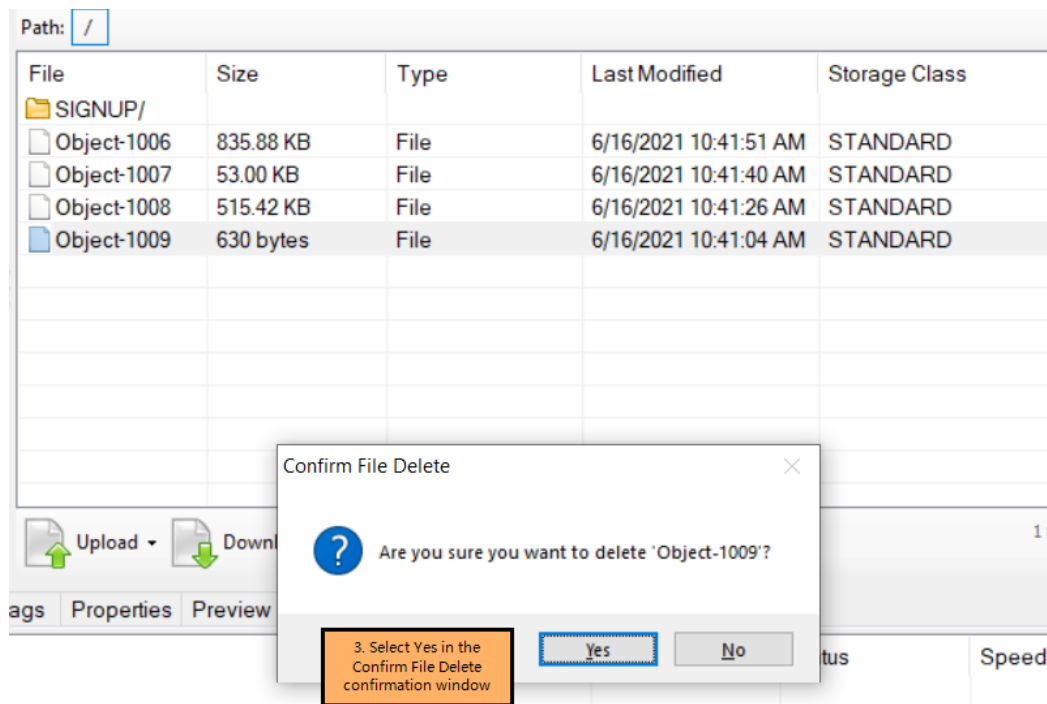 Path: /
File Size Type Last Modified Storage Class
SIGNUP/
Object-1006 835.88 KB File 6/16/2021 10:41:51 AM STANDARD
Object-1007 53.00 KB File 6/16/2021 10:41:40 AM STANDARD
Object-1008 515.42 KB File 6/16/2021 10:41:26 AM STANDARD
Object-1009 630 bytes File 6/16/2021 10:41:04 AM STANDARD
Confirm File Delete
Upload Downl 1
Are you sure you want to delete 'Object-1009'?
ags Properties Preview
3. Select Yes in the
Confirm File Delete
confirmation window
Yes No
tus Speed